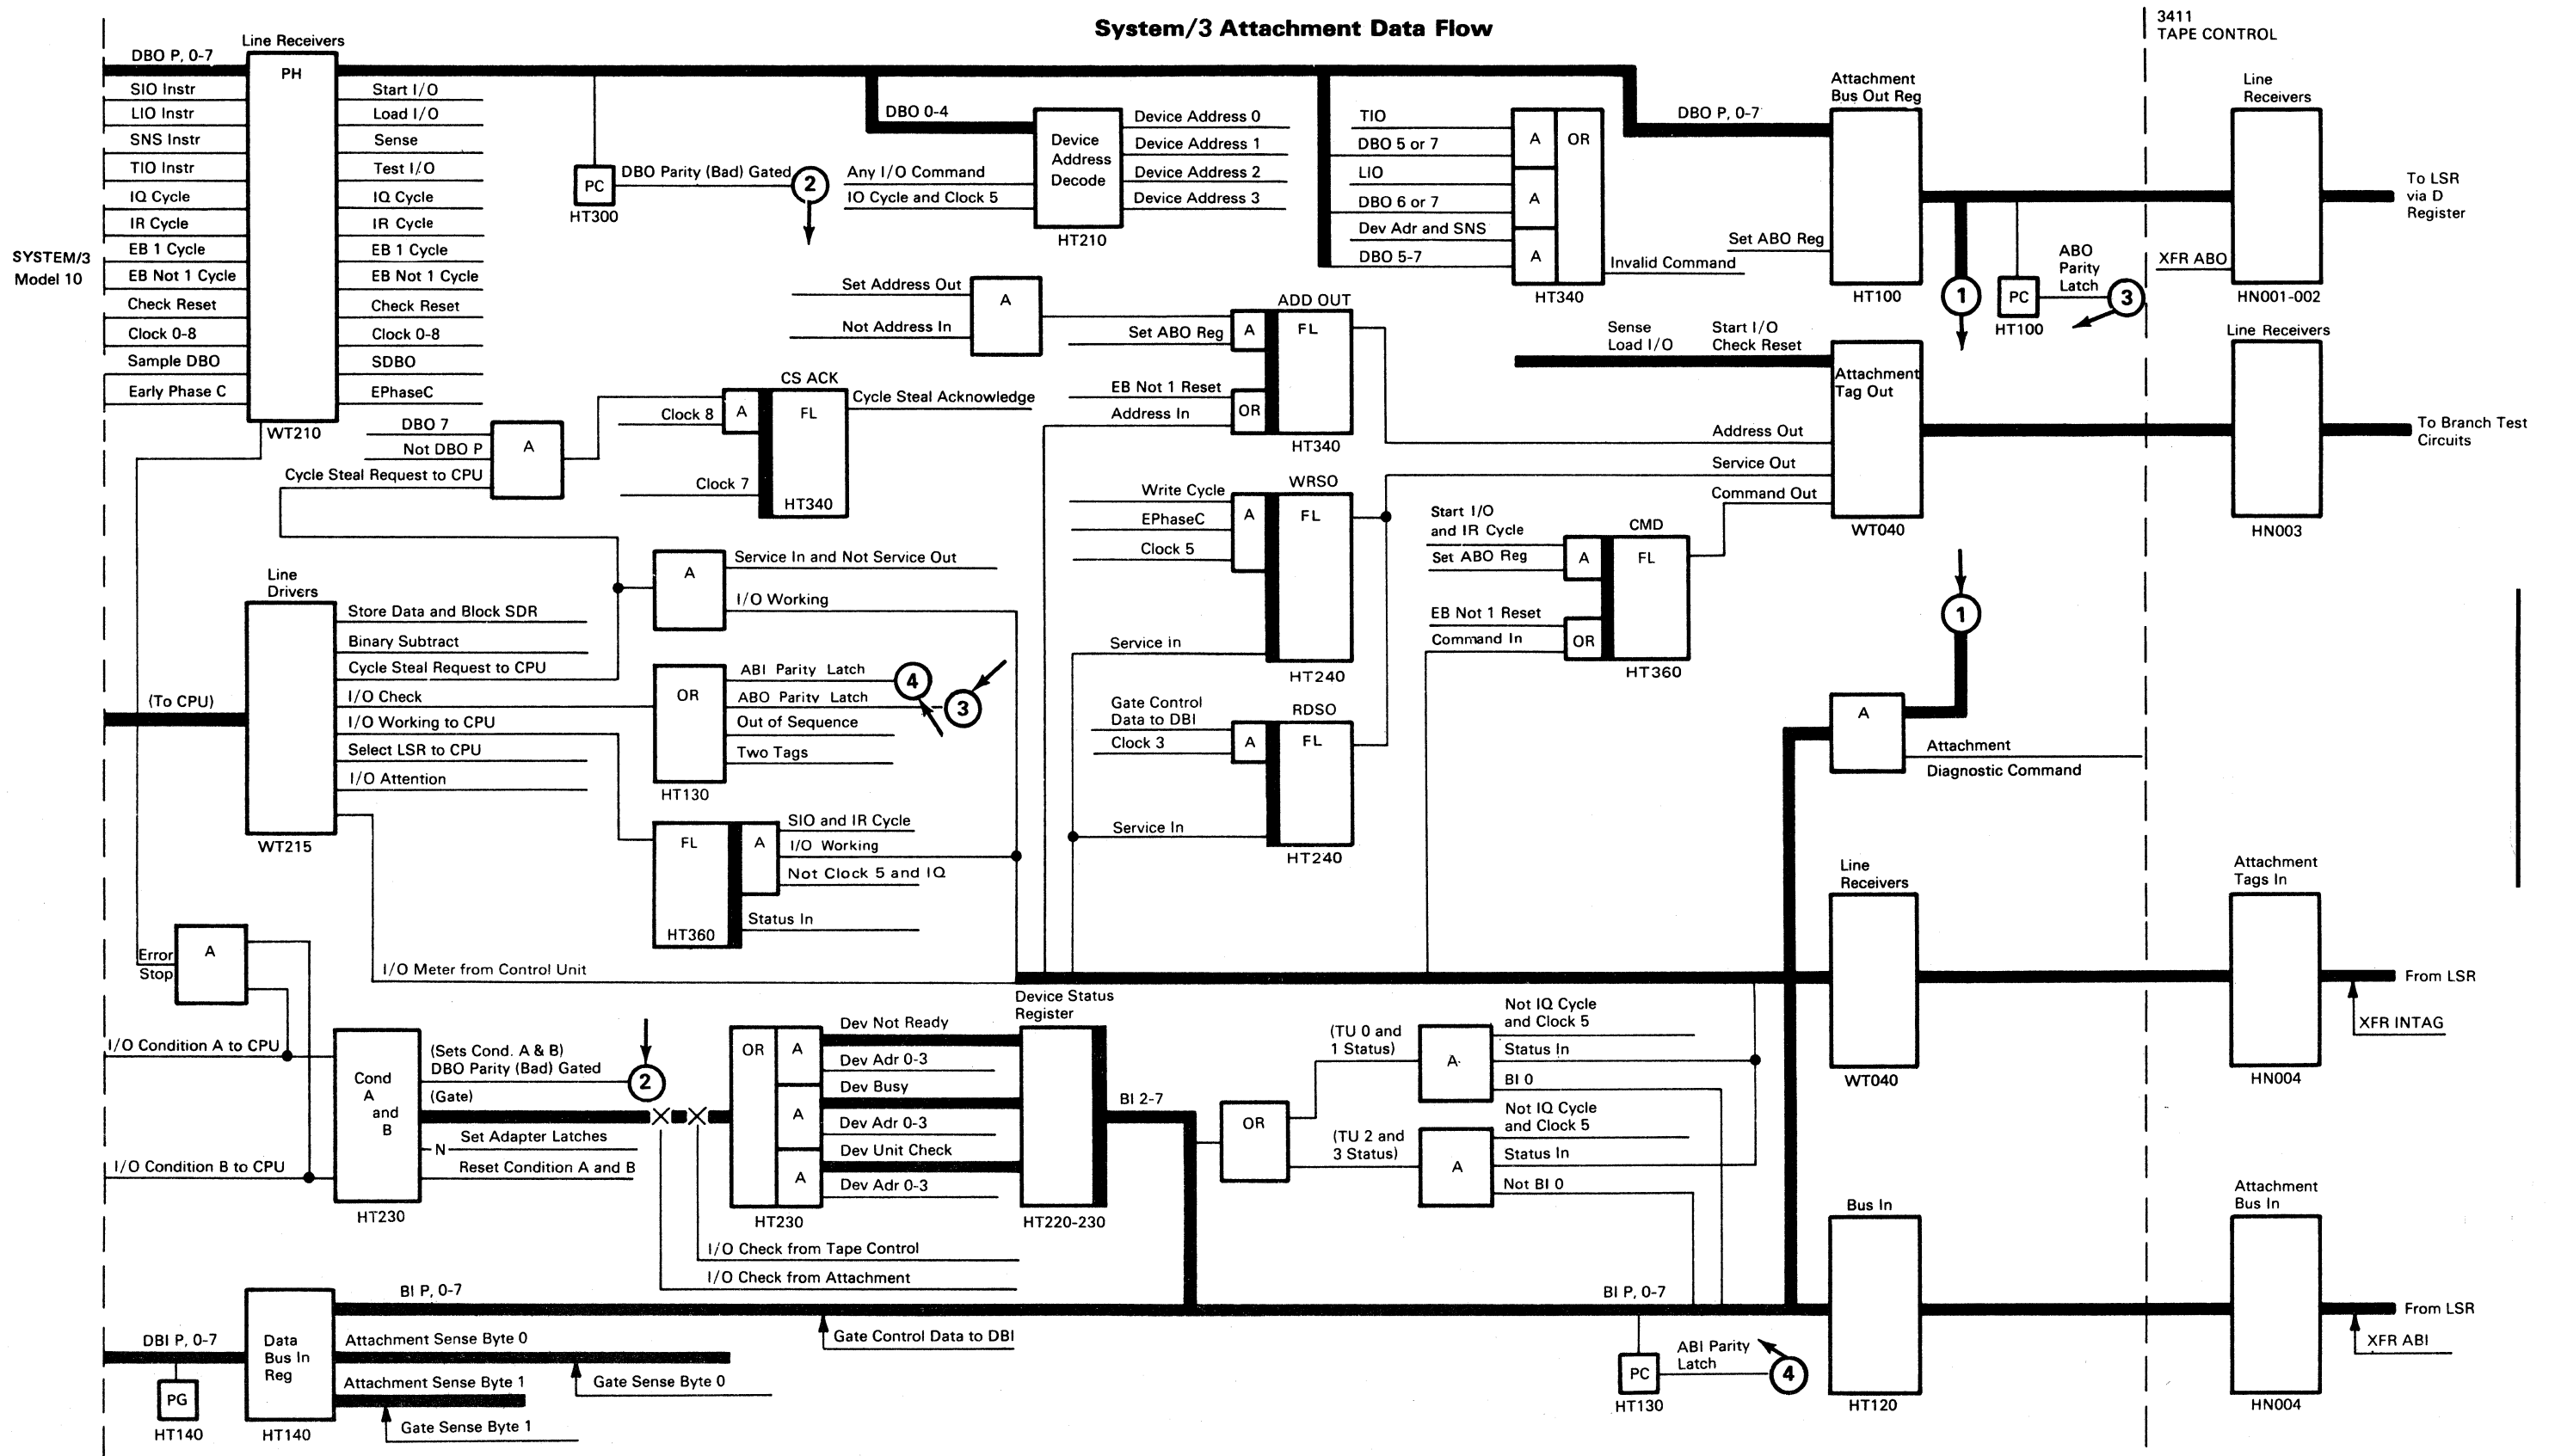 System/3 Attachment Data Flow
3411
TAPE CONTROL
SYSTEM/3
Model 10
Line Receivers
PH
WT210
DBO P, 0-7
SIO Instr
LIO Instr
SNS Instr
TIO Instr
IQ Cycle
IR Cycle
EB 1 Cycle
EB Not 1 Cycle
Check Reset
Clock 0-8
Sample DBO
Early Phase C
Start I/O
Load I/O
Sense
Test I/O
IQ Cycle
IR Cycle
EB 1 Cycle
EB Not 1 Cycle
Check Reset
Clock 0-8
SDBO
EPhaseC
PC
HT300
DBO Parity (Bad) Gated
2
DBO 0-4
Any I/O Command
IO Cycle and Clock 5
Device
Address
Decode
HT210
Device Address 0
Device Address 1
Device Address 2
Device Address 3
TIO
DBO 5 or 7
LIO
DBO 6 or 7
Dev Adr and SNS
DBO 5-7
A
A
A
OR
HT340
Invalid Command
DBO P, 0-7
Attachment
Bus Out Reg
Set ABO Reg
HT100
1
PC
HT100
ABO
Parity
Latch
3
Line
Receivers
XFR ABO
HN001-002
To LSR
via D
Register
Set Address Out
Not Address In
A
ADD OUT
Set ABO Reg
A
FL
EB Not 1 Reset
Address In
OR
HT340
Sense
Load I/O
Start I/O
Check Reset
Attachment
Tag Out
Address Out
Service Out
Command Out
WT040
Line Receivers
HN003
To Branch Test
Circuits
DBO 7
Not DBO P
Cycle Steal Request to CPU
A
CS ACK
Clock 8
A
FL
Clock 7
HT340
Cycle Steal Acknowledge
WRSO
Write Cycle
EPhaseC
Clock 5
A
FL
Service in
HT240
Start I/O
and IR Cycle
Set ABO Reg
CMD
A
FL
EB Not 1 Reset
Command In
OR
HT360
Line
Drivers
(To CPU)
WT215
Store Data and Block SDR
Binary Subtract
Cycle Steal Request to CPU
I/O Check
I/O Working to CPU
Select LSR to CPU
I/O Attention
A
Service In and Not Service Out
I/O Working
OR
HT130
ABI Parity Latch
ABO Parity Latch
Out of Sequence
Two Tags
4
3
Gate Control
Data to DBI
Clock 3
RDSO
A
FL
Service In
HT240
1
A
Attachment
Diagnostic Command
FL
A
HT360
SIO and IR Cycle
I/O Working
Not Clock 5 and IQ
Status In
Error
Stop
A
I/O Meter from Control Unit
Line
Receivers
WT040
Attachment
Tags In
HN004
From LSR
XFR INTAG
I/O Condition A to CPU
I/O Condition B to CPU
Cond
A
and
B
HT230
(Sets Cond. A & B)
DBO Parity (Bad) Gated
(Gate)
2
N
Set Adapter Latches
Reset Condition A and B
OR
A
A
A
HT230
Dev Not Ready
Dev Adr 0-3
Dev Busy
Dev Adr 0-3
Dev Unit Check
Dev Adr 0-3
Device Status
Register
HT220-230
BI 2-7
OR
(TU 0 and
1 Status)
(TU 2 and
3 Status)
A
A
Not IQ Cycle
and Clock 5
Status In
BI 0
Not IQ Cycle
and Clock 5
Status In
Not BI 0
I/O Check from Tape Control
I/O Check from Attachment
Bus In
HT120
Attachment
Bus In
HN004
From LSR
XFR ABI
BI P, 0-7
BI P, 0-7
DBI P, 0-7
PG
HT140
Data
Bus In
Reg
HT140
Attachment Sense Byte 0
Attachment Sense Byte 1
Gate Sense Byte 0
Gate Sense Byte 1
Gate Control Data to DBI
PC
HT130
ABI Parity
Latch
4